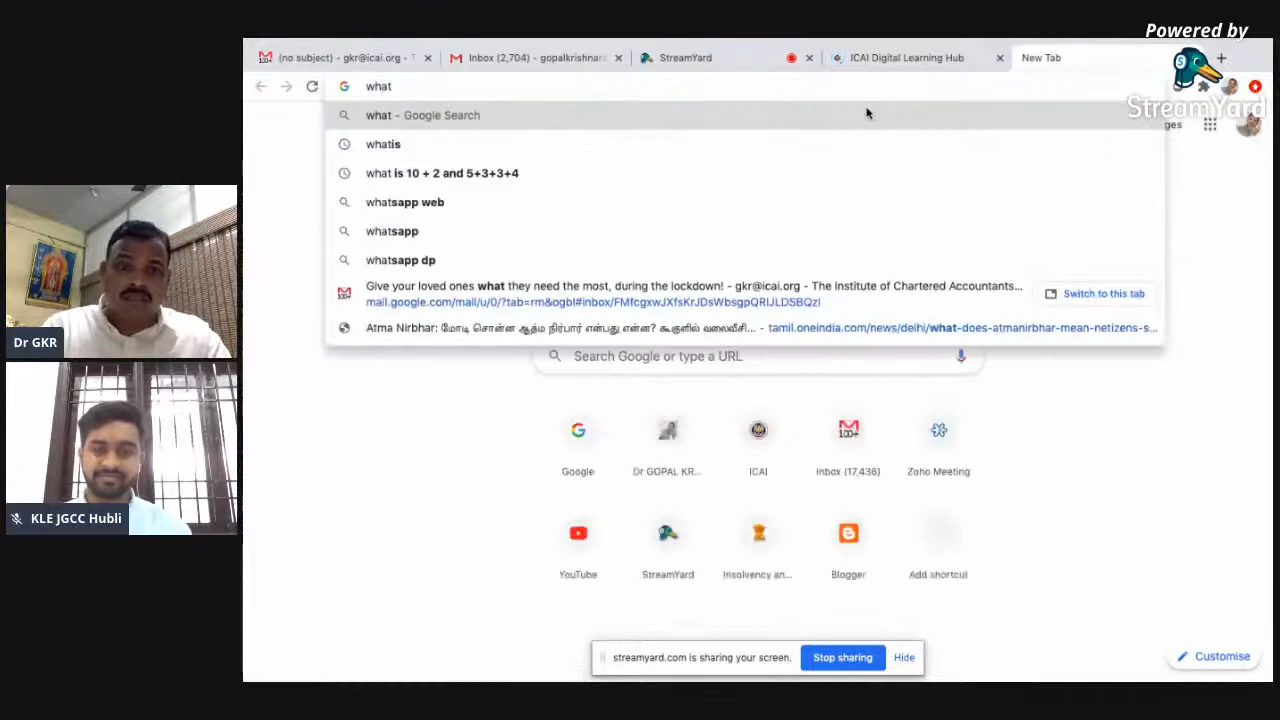 Powered by
StreamYard
(no subject) - gkr@icai.org - T
Inbox (2,704) - gopalkrishnara
StreamYard
ICAI Digital Learning Hub
New Tab
what
what - Google Search
whatis
what is 10 + 2 and 5+3+3+4
whatsapp web
whatsapp
whatsapp dp
Give your loved ones what they need the most, during the lockdown! - gkr@icai.org - The Institute of Chartered Accountants...
mail.google.com/mail/u/0/?tab=rm&ogbl#inbox/FMfcgxwJXfsKrJDsWbsgpQRlJLDSBQzl
Switch to this tab
Atma Nirbhar: மோடி சொன்ன ஆத்ம நிர்பார் என்பது என்ன? கூகுளில் வலைவீசி... - tamil.oneindia.com/news/delhi/what-does-atmanirbhar-mean-netizens-s...
ges
Search Google or type a URL
Google
Dr GOPAL KR...
ICAI
Inbox (17,436)
Zoho Meeting
YouTube
StreamYard
Insolvency an...
Blogger
Add shortcut
streamyard.com is sharing your screen.
Stop sharing
Hide
Customise
Dr GKR
KLE JGCC Hubli